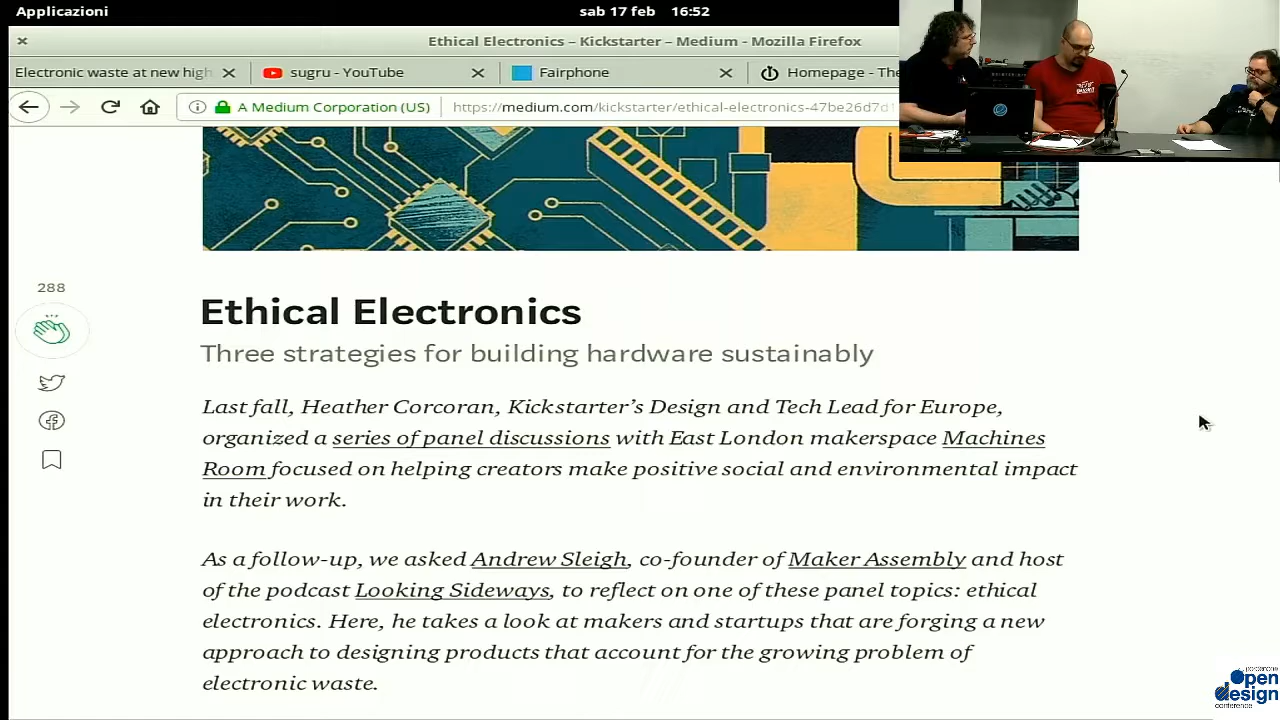 Applicazioni
sab 17 feb 16:52
Ethical Electronics – Kickstarter – Medium - Mozilla Firefox
Electronic waste at new high
sugru - YouTube
Fairphone
Homepage - The
A Medium Corporation (US)
https://medium.com/kickstarter/ethical-electronics-47be26d7d1
288
Ethical Electronics
Three strategies for building hardware sustainably
Last fall, Heather Corcoran, Kickstarter’s Design and Tech Lead for Europe,
organized a series of panel discussions with East London makerspace Machines
Room focused on helping creators make positive social and environmental impact
in their work.
As a follow-up, we asked Andrew Sleigh, co-founder of Maker Assembly and host
of the podcast Looking Sideways, to reflect on one of these panel topics: ethical
electronics. Here, he takes a look at makers and startups that are forging a new
approach to designing products that account for the growing problem of
electronic waste.
pordenone
open
design
conference